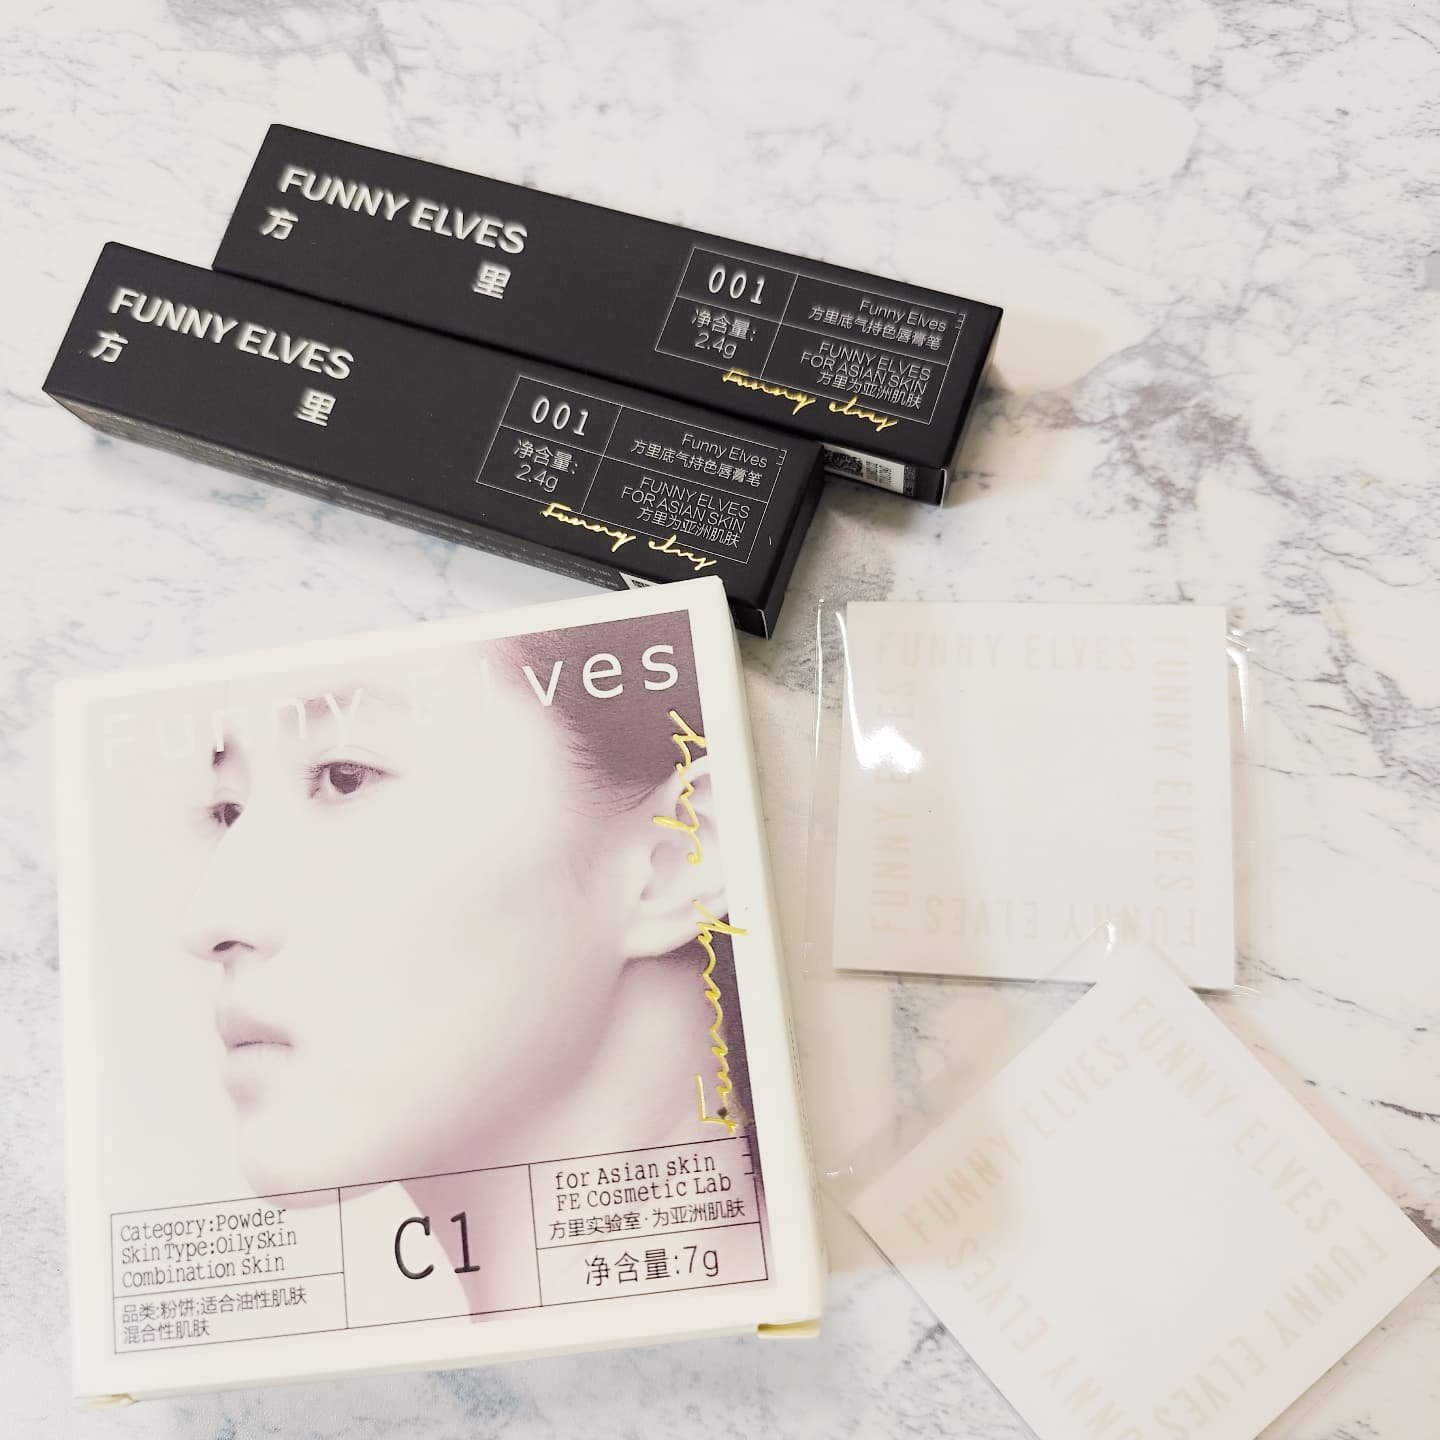 FUNNY ELVES
方 里
001
Funny Elves
方里底气持色唇膏笔
净含量:
2.4g
FUNNY ELVES
FOR ASIAN SKIN
方里为亚洲肌肤
Funny elves
FUNNY ELVES
方 里
001
Funny Elves
方里底气持色唇膏笔
净含量:
2.4g
FUNNY ELVES
FOR ASIAN SKIN
方里为亚洲肌肤
Funny elves
Funny Elves
Funny elves
Category:Powder
Skin Type:Oily Skin
Combination Skin
品类:粉饼;适合油性肌肤
混合性肌肤
C1
for Asian skin
FE Cosmetic Lab
方里实验室·为亚洲肌肤
净含量:7g
FUNNY ELVES
FUNNY ELVES
FUNNY ELVES
FUNNY
FUNNY ELVES
FUNNY ELVES
FUNNY ELVES
ELVES